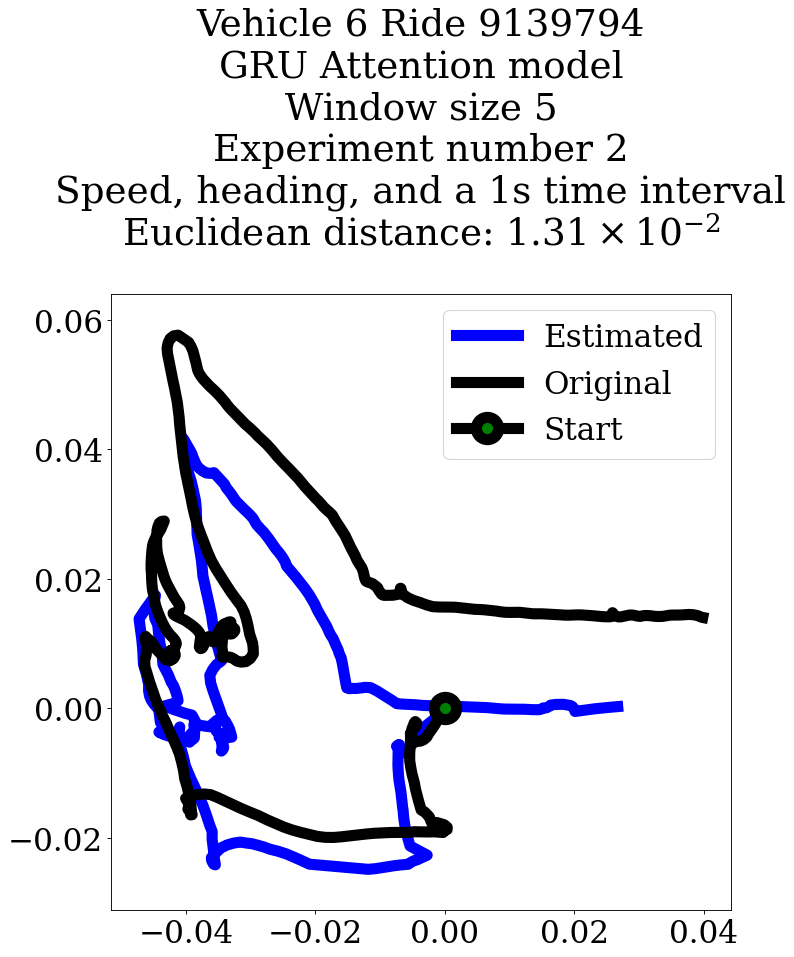 Vehicle 6 Ride 9139794
GRU Attention model
Window size 5
Experiment number 2
Speed, heading, and a 1s time interval
Euclidean distance: 1.31 × 10⁻²
0.06
0.04
0.02
0.00
−0.02
Estimated
Original
Start
−0.04 −0.02 0.00 0.02 0.04